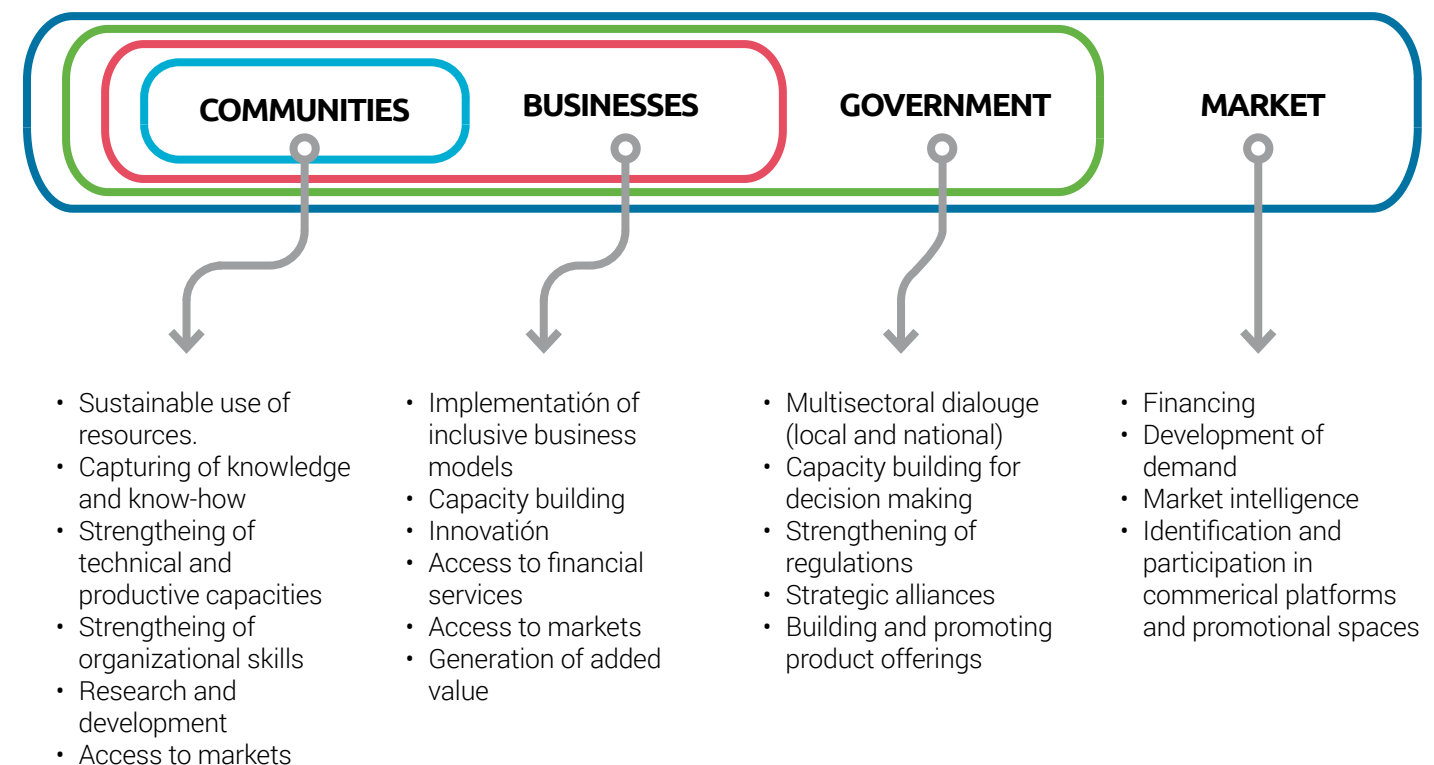 COMMUNITIES
BUSINESSES
GOVERNMENT
MARKET
• Sustainable use of
resources.
• Capturing of knowledge
and know-how
• Strengtheing of
technical and
productive capacities
• Strengtheing of
organizational skills
• Research and
development
• Access to markets
• Implementatión of
inclusive business
models
• Capacity building
• Innovatión
• Access to financial
services
• Access to markets
• Generation of added
value
• Multisectoral dialouge
(local and national)
• Capacity building for
decision making
• Strengthening of
regulations
• Strategic alliances
• Building and promoting
product offerings
• Financing
• Development of
demand
• Market intelligence
• Identification and
participation in
commerical platforms
and promotional spaces